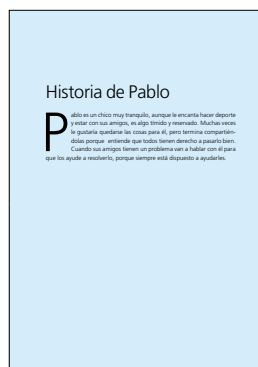 Historia de Pablo
Pablo es un chico muy tranquilo, aunque le encanta hacer deporte
y estar con sus amigos, es algo tímido y reservado. Muchas veces
le gustaría quedarse las cosas para él, pero termina compartién-
dolas porque entiende que todos tienen derecho a pasarlo bien.
Cuando sus amigos tienen un problema van a hablar con él para
que los ayude a resolverlo, porque siempre está dispuesto a ayudarles.